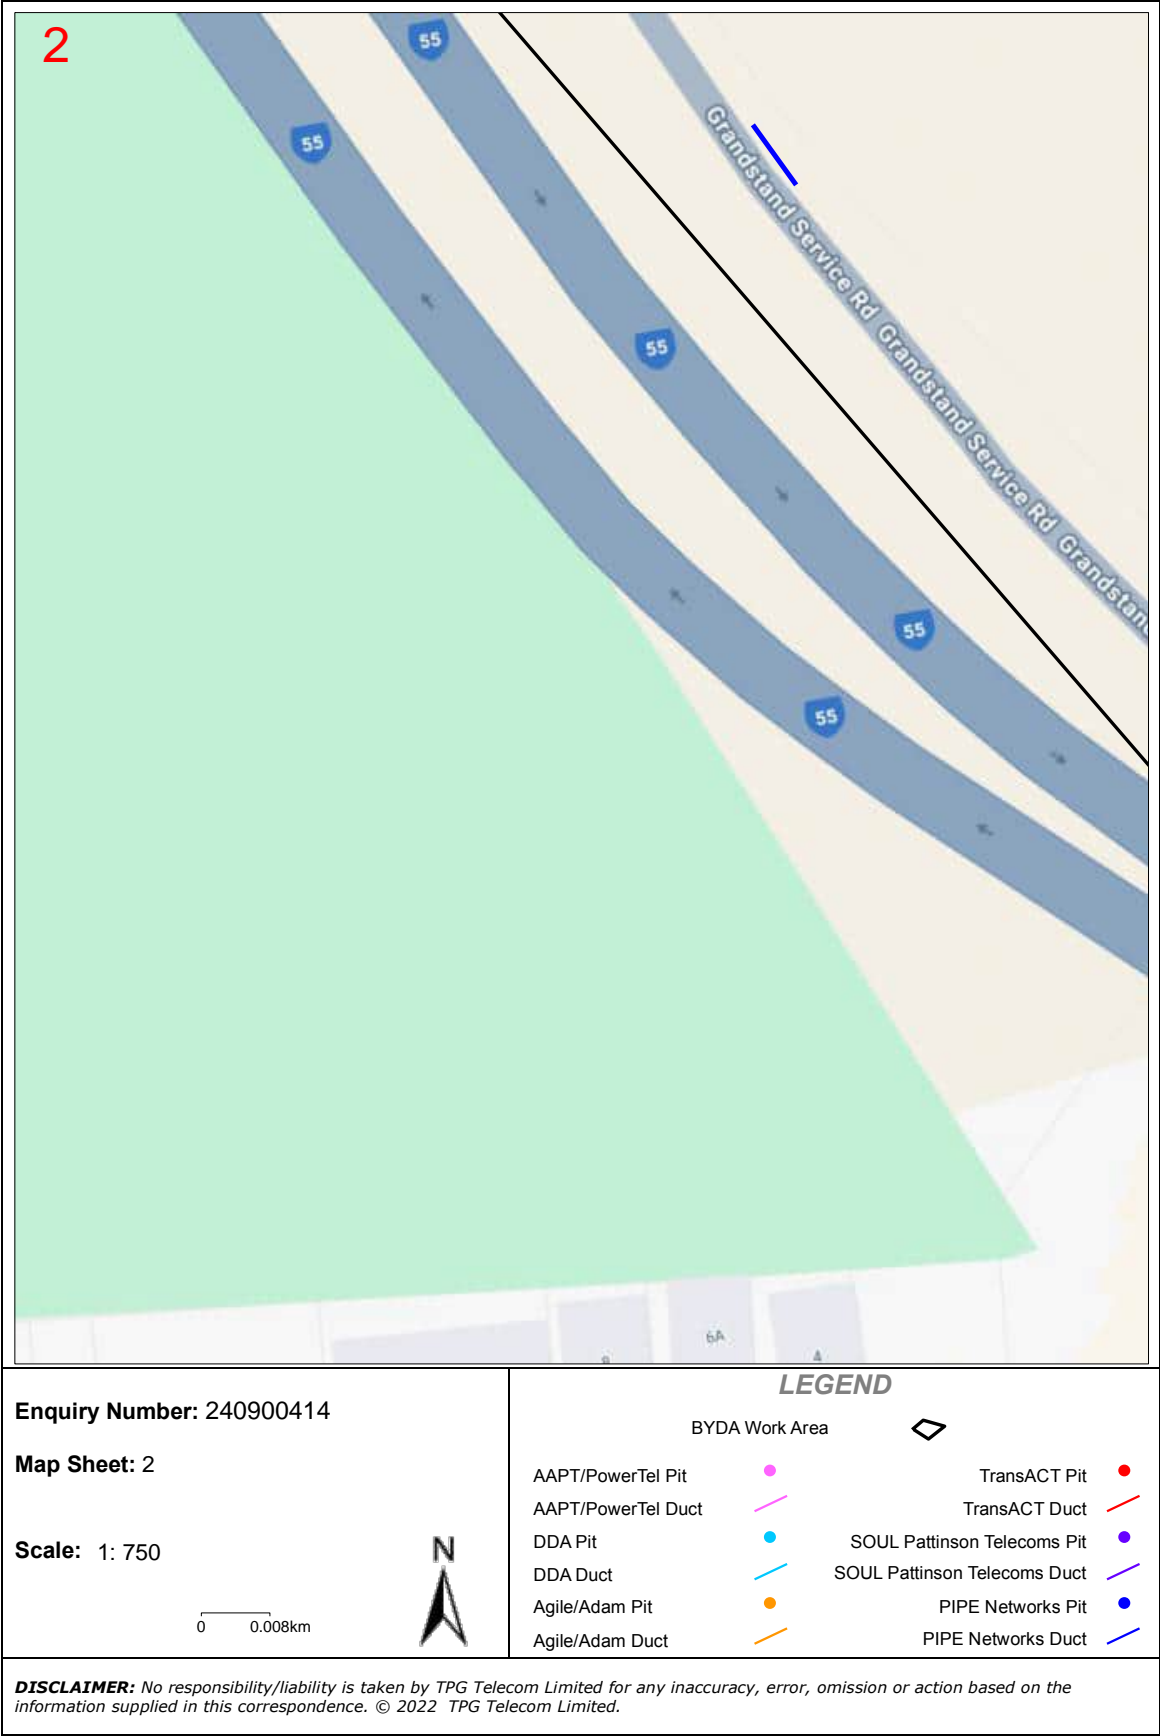 2
55
55
Grandstand Service Rd Grandstand Service Rd Grandstand
55
55
55
6A
8
4
Enquiry Number: 240900414
Map Sheet: 2
Scale: 1: 750
0 0.008km
N
LEGEND
BYDA Work Area
AAPT/PowerTel Pit
AAPT/PowerTel Duct
DDA Pit
DDA Duct
Agile/Adam Pit
Agile/Adam Duct
TransACT Pit
TransACT Duct
SOUL Pattinson Telecoms Pit
SOUL Pattinson Telecoms Duct
PIPE Networks Pit
PIPE Networks Duct
DISCLAIMER: No responsibility/liability is taken by TPG Telecom Limited for any inaccuracy, error, omission or action based on the
information supplied in this correspondence. © 2022 TPG Telecom Limited.